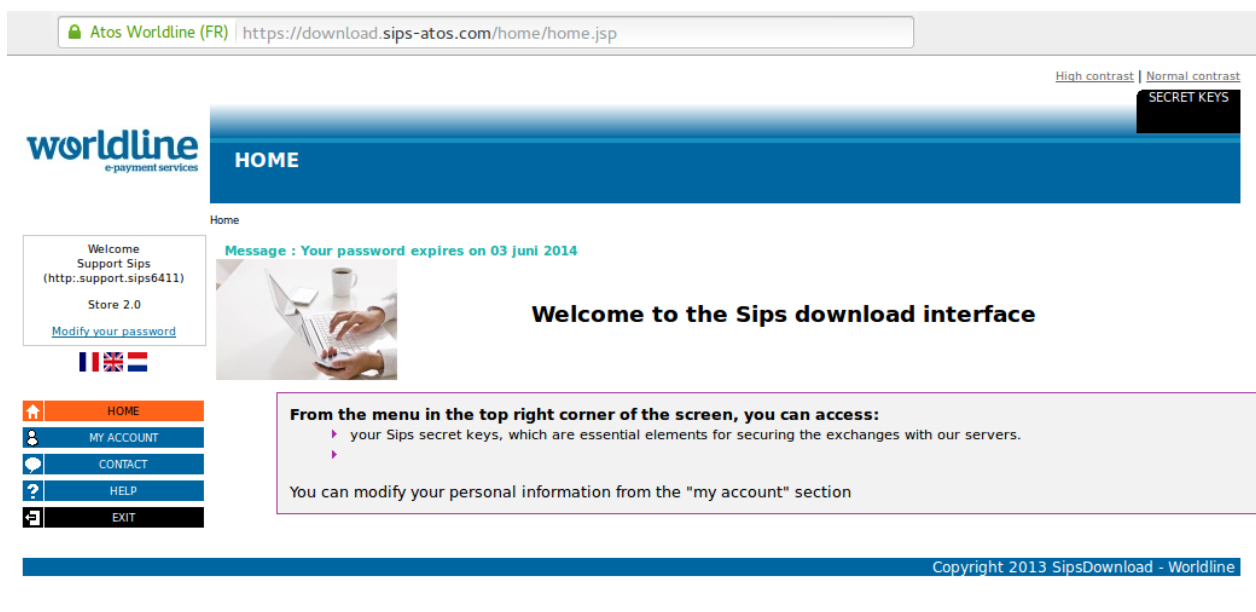 Atos Worldline (FR) https://download.sips-atos.com/home/home.jsp
High contrast | Normal contrast
SECRET KEYS
worldline
e-payment services
HOME
Home
Welcome
Support Sips
(http:.support.sips6411)
Store 2.0
Modify your password
Message : Your password expires on 03 juni 2014
Welcome to the Sips download interface
HOME
MY ACCOUNT
CONTACT
HELP
EXIT
From the menu in the top right corner of the screen, you can access:
your Sips secret keys, which are essential elements for securing the exchanges with our servers.
You can modify your personal information from the "my account" section
Copyright 2013 SipsDownload - Worldline